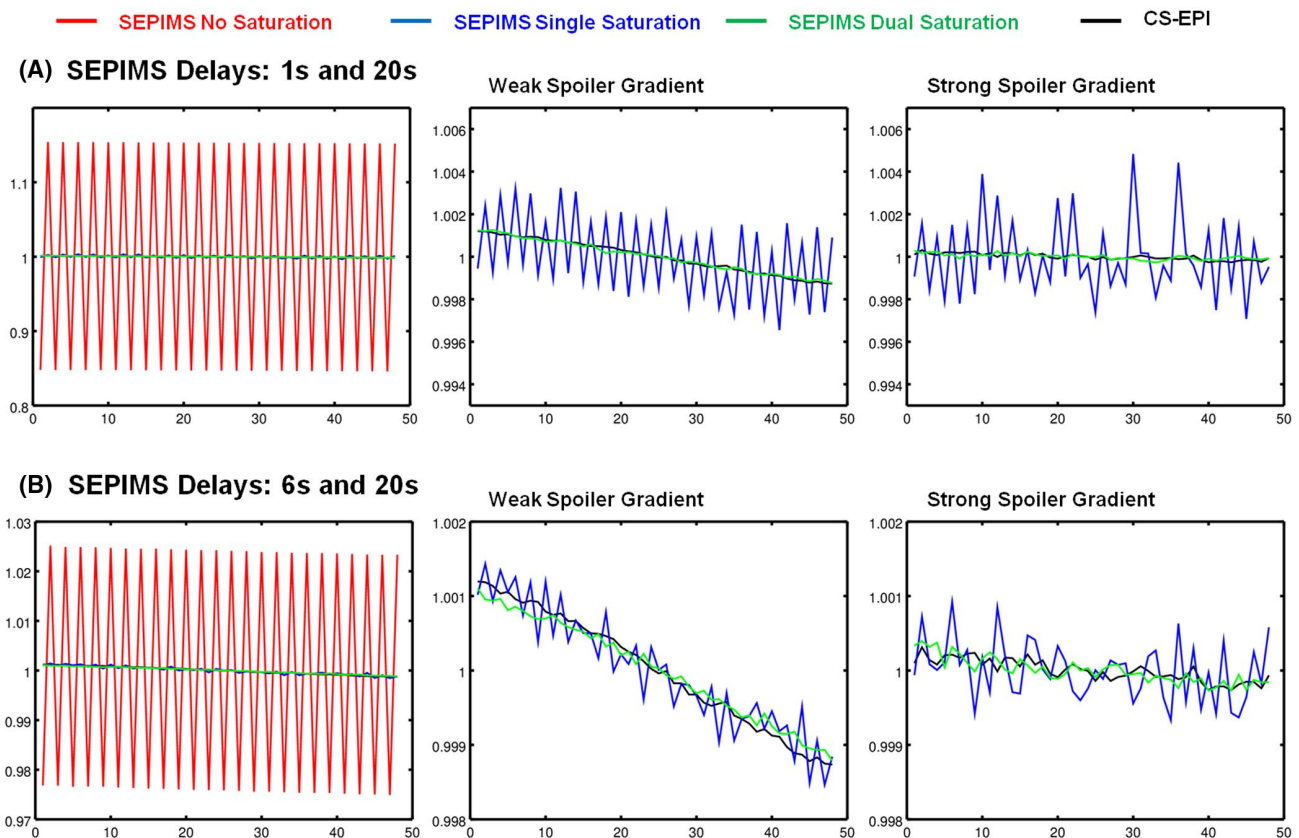 SEPIMS No Saturation SEPIMS Single Saturation SEPIMS Dual Saturation CS-EPI
(A) SEPIMS Delays: 1s and 20s
Weak Spoiler Gradient
Strong Spoiler Gradient
1.1
1
0.9
0.8
0 10 20 30 40 50
1.006
1.004
1.002
1
0.998
0.996
0.994
0 10 20 30 40 50
1.006
1.004
1.002
1
0.998
0.996
0.994
0 10 20 30 40 50
(B) SEPIMS Delays: 6s and 20s
Weak Spoiler Gradient
Strong Spoiler Gradient
1.03
1.02
1.01
1
0.99
0.98
0.97
0 10 20 30 40 50
1.002
1.001
1
0.999
0.998
0 10 20 30 40 50
1.002
1.001
1
0.999
0.998
0 10 20 30 40 50